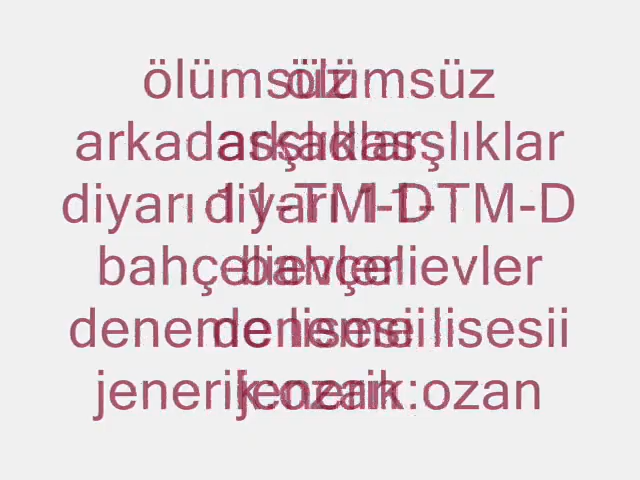 ölümsüz
arkadaşlıklar
diyarı 11-TM-D
bahçelievler
deneme lisesii
jenerik:ozan